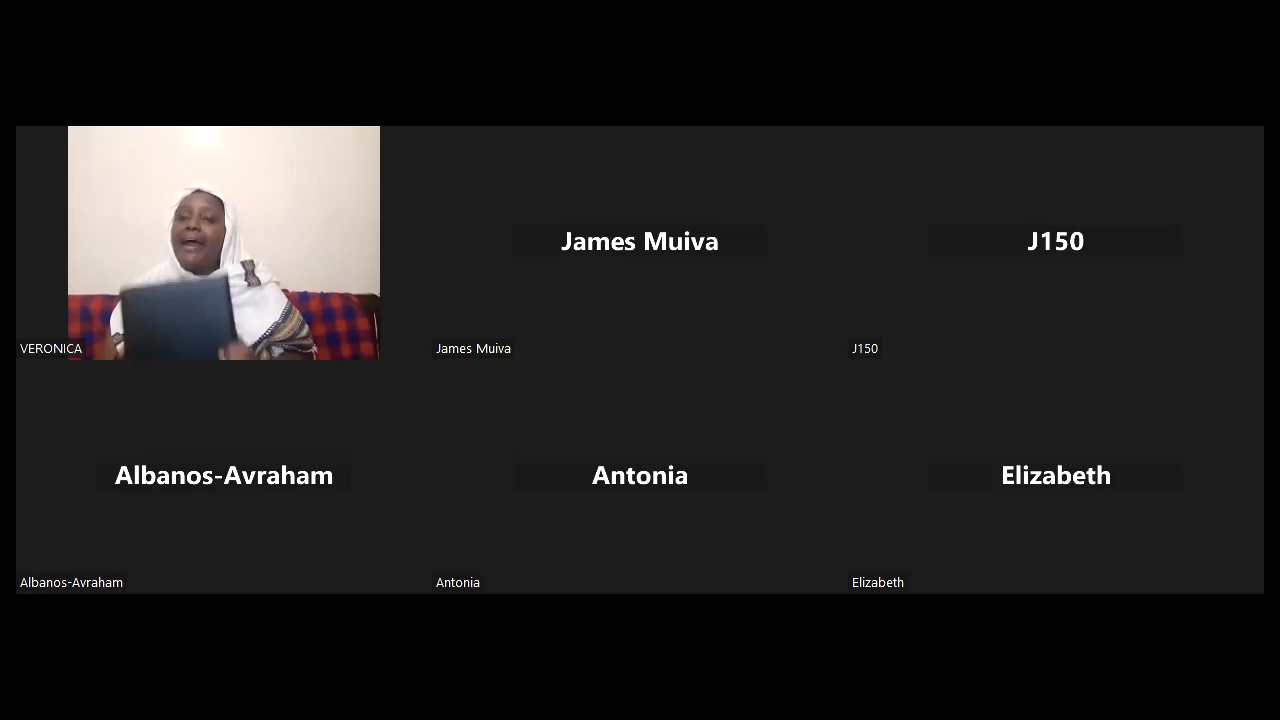 VERONICA
James Muiva
James Muiva
J150
J150
Albanos-Avraham
Albanos-Avraham
Antonia
Antonia
Elizabeth
Elizabeth